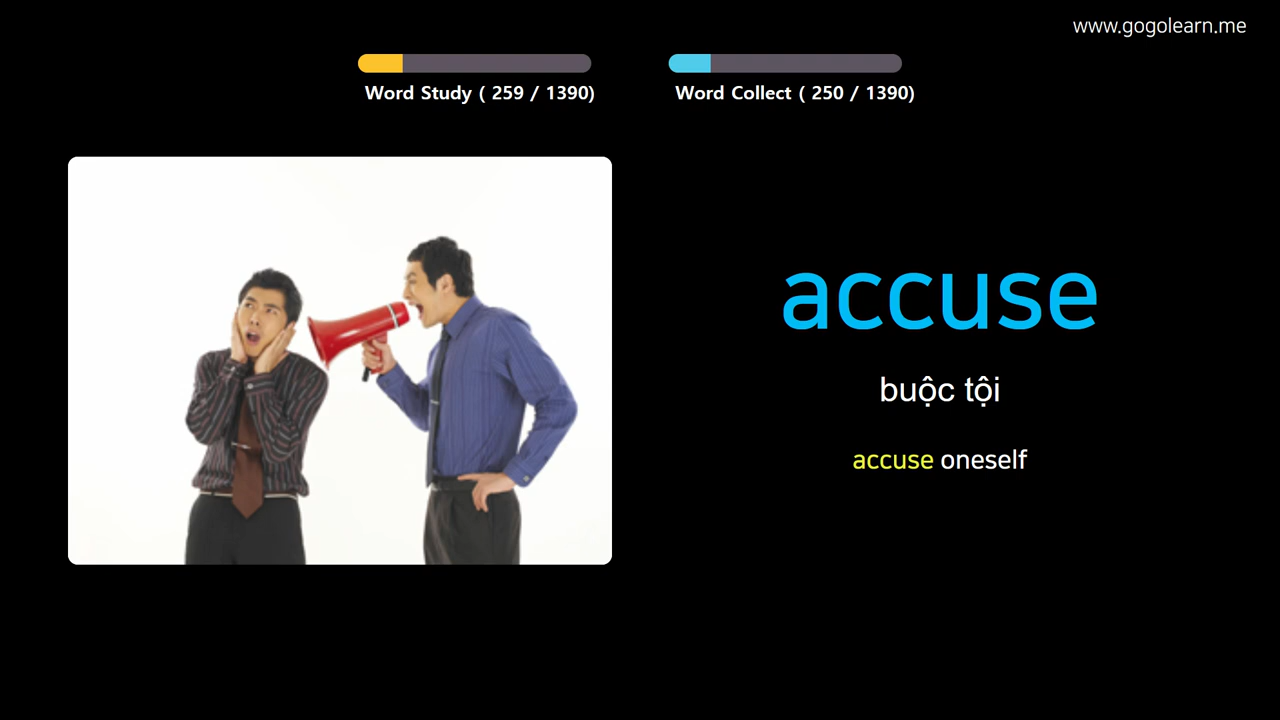 www.gogolearn.me
Word Study ( 259 / 1390)
Word Collect ( 250 / 1390)
accuse
buộc tội
accuse oneself